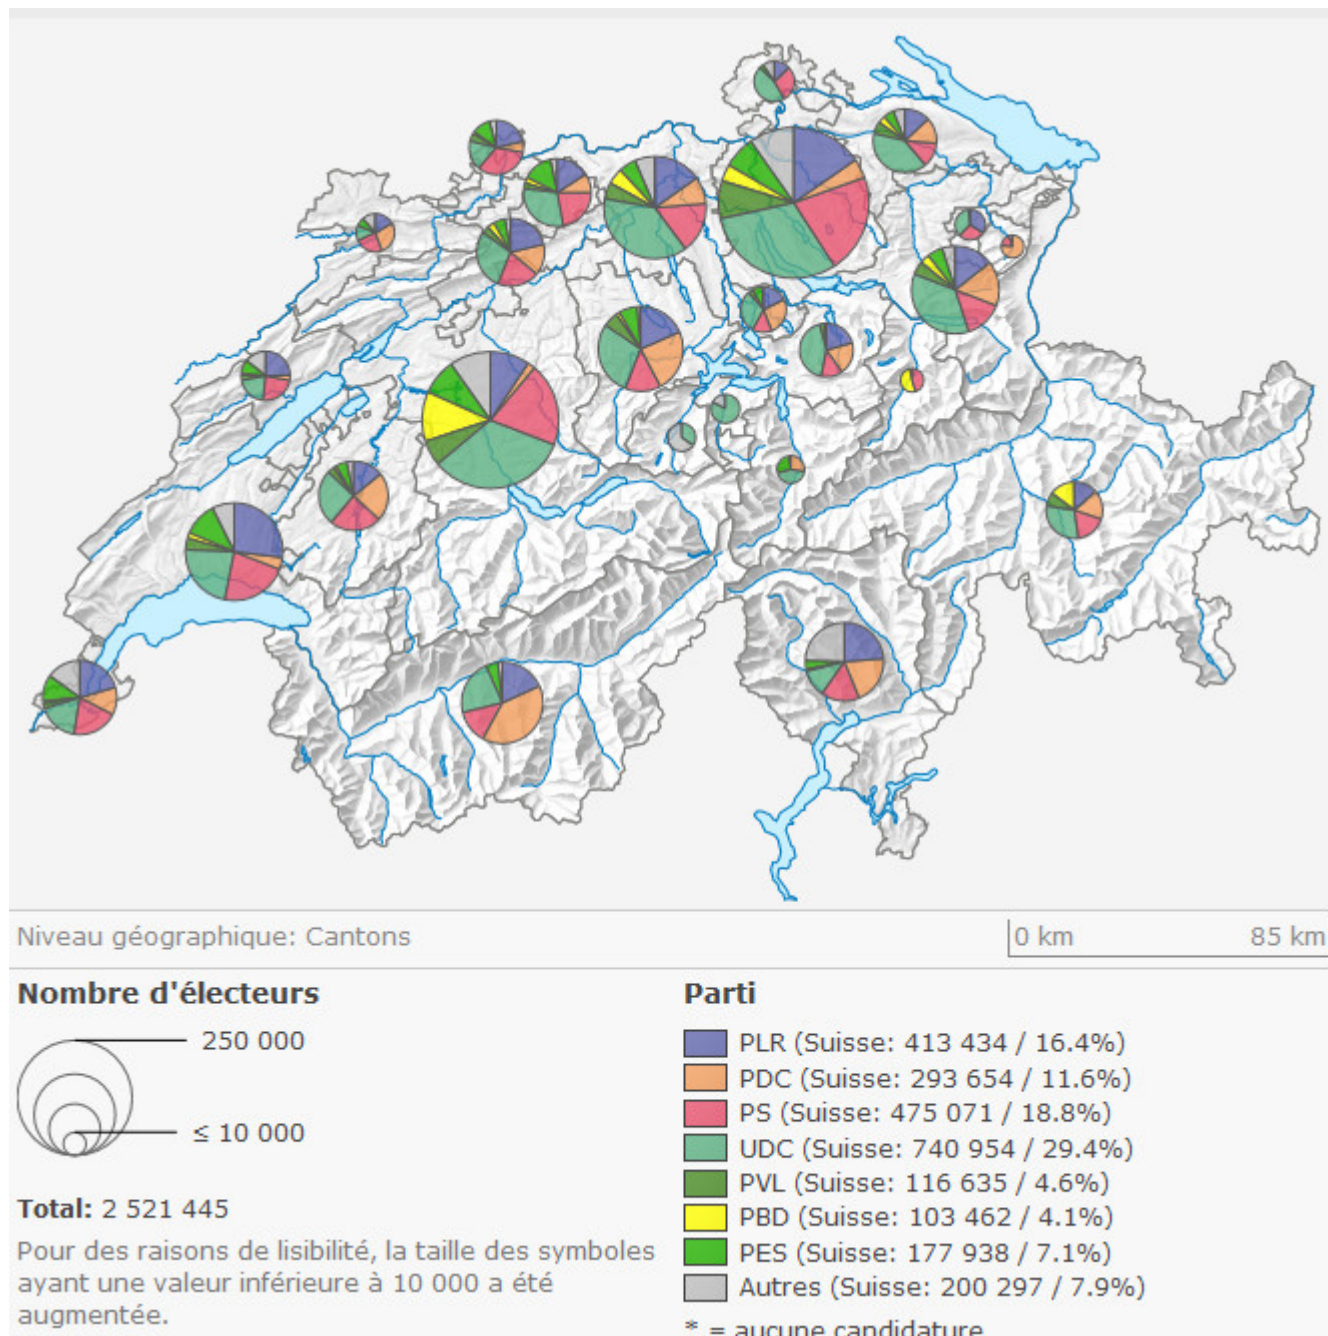 Niveau géographique: Cantons
0 km 85 km
Nombre d'électeurs
250 000
≤ 10 000
Total: 2 521 445
Pour des raisons de lisibilité, la taille des symboles
ayant une valeur inférieure à 10 000 a été
augmentée.
Parti
PLR (Suisse: 413 434 / 16.4%)
PDC (Suisse: 293 654 / 11.6%)
PS (Suisse: 475 071 / 18.8%)
UDC (Suisse: 740 954 / 29.4%)
PVL (Suisse: 116 635 / 4.6%)
PBD (Suisse: 103 462 / 4.1%)
PES (Suisse: 177 938 / 7.1%)
Autres (Suisse: 200 297 / 7.9%)
* = aucune candidature